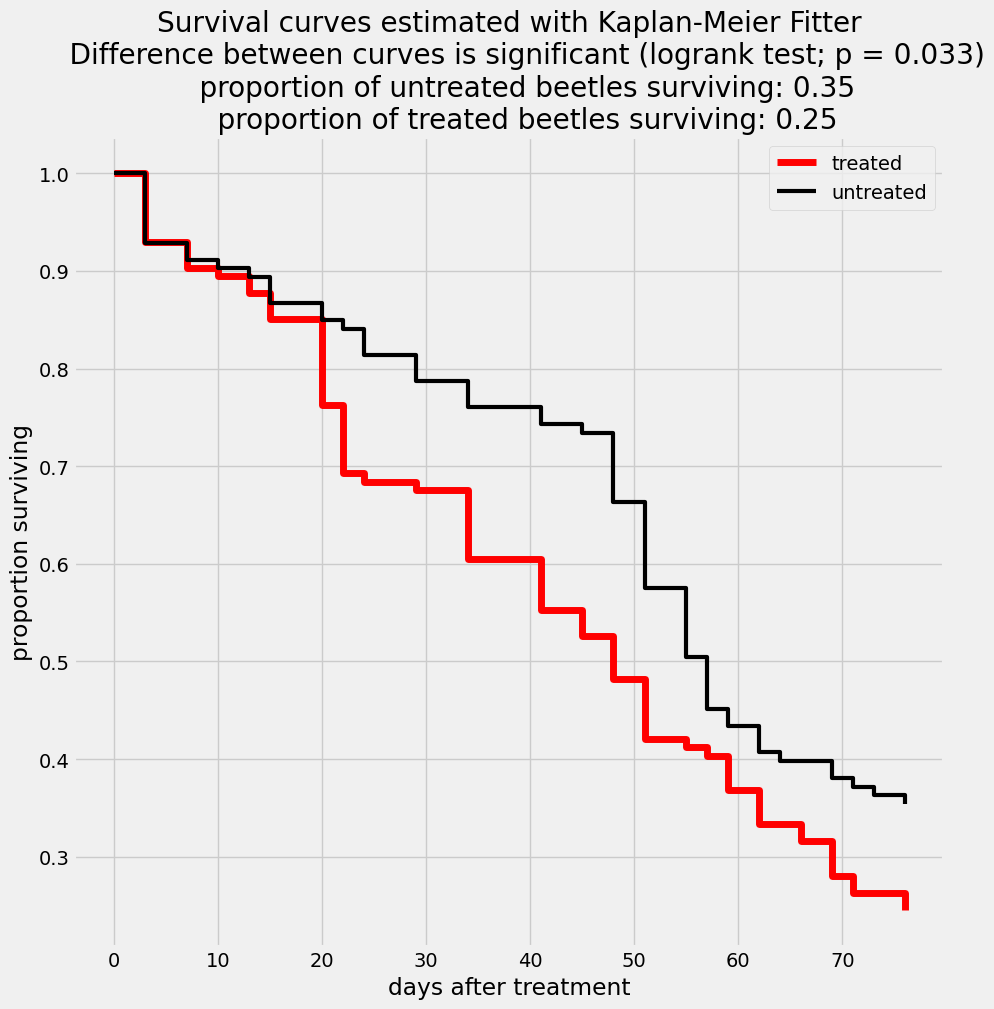 Survival curves estimated with Kaplan-Meier Fitter
Difference between curves is significant (logrank test; p = 0.033)
proportion of untreated beetles surviving: 0.35
proportion of treated beetles surviving: 0.25
treated
untreated
proportion surviving
1.0
0.9
0.8
0.7
0.6
0.5
0.4
0.3
0 10 20 30 40 50 60 70
days after treatment